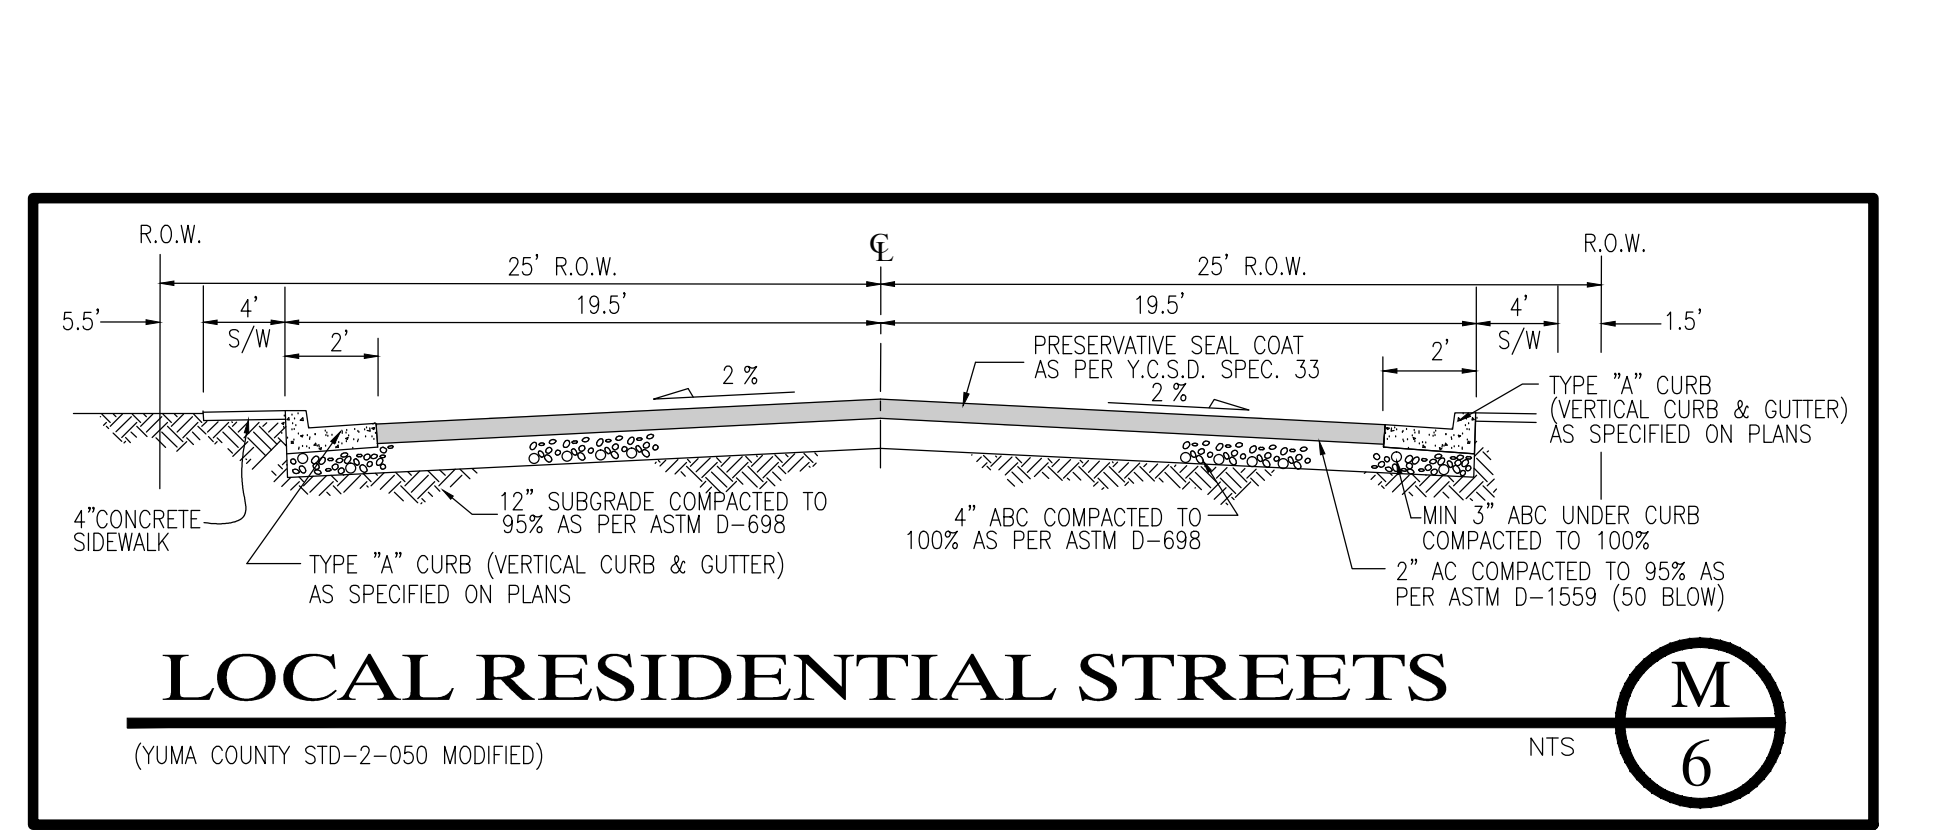 R.O.W.
℄
R.O.W.
25' R.O.W.
25' R.O.W.
5.5'
4'
S/W
19.5'
19.5'
4'
S/W
1.5'
2'
2'
2 %
PRESERVATIVE SEAL COAT
AS PER Y.C.S.D. SPEC. 33
2 %
TYPE "A" CURB
(VERTICAL CURB & GUTTER)
AS SPECIFIED ON PLANS
4"CONCRETE
SIDEWALK
12" SUBGRADE COMPACTED TO
95% AS PER ASTM D-698
4" ABC COMPACTED TO
100% AS PER ASTM D-698
MIN 3" ABC UNDER CURB
COMPACTED TO 100%
TYPE "A" CURB (VERTICAL CURB & GUTTER)
AS SPECIFIED ON PLANS
2" AC COMPACTED TO 95% AS
PER ASTM D-1559 (50 BLOW)
LOCAL RESIDENTIAL STREETS
M
6
(YUMA COUNTY STD-2-050 MODIFIED)
NTS